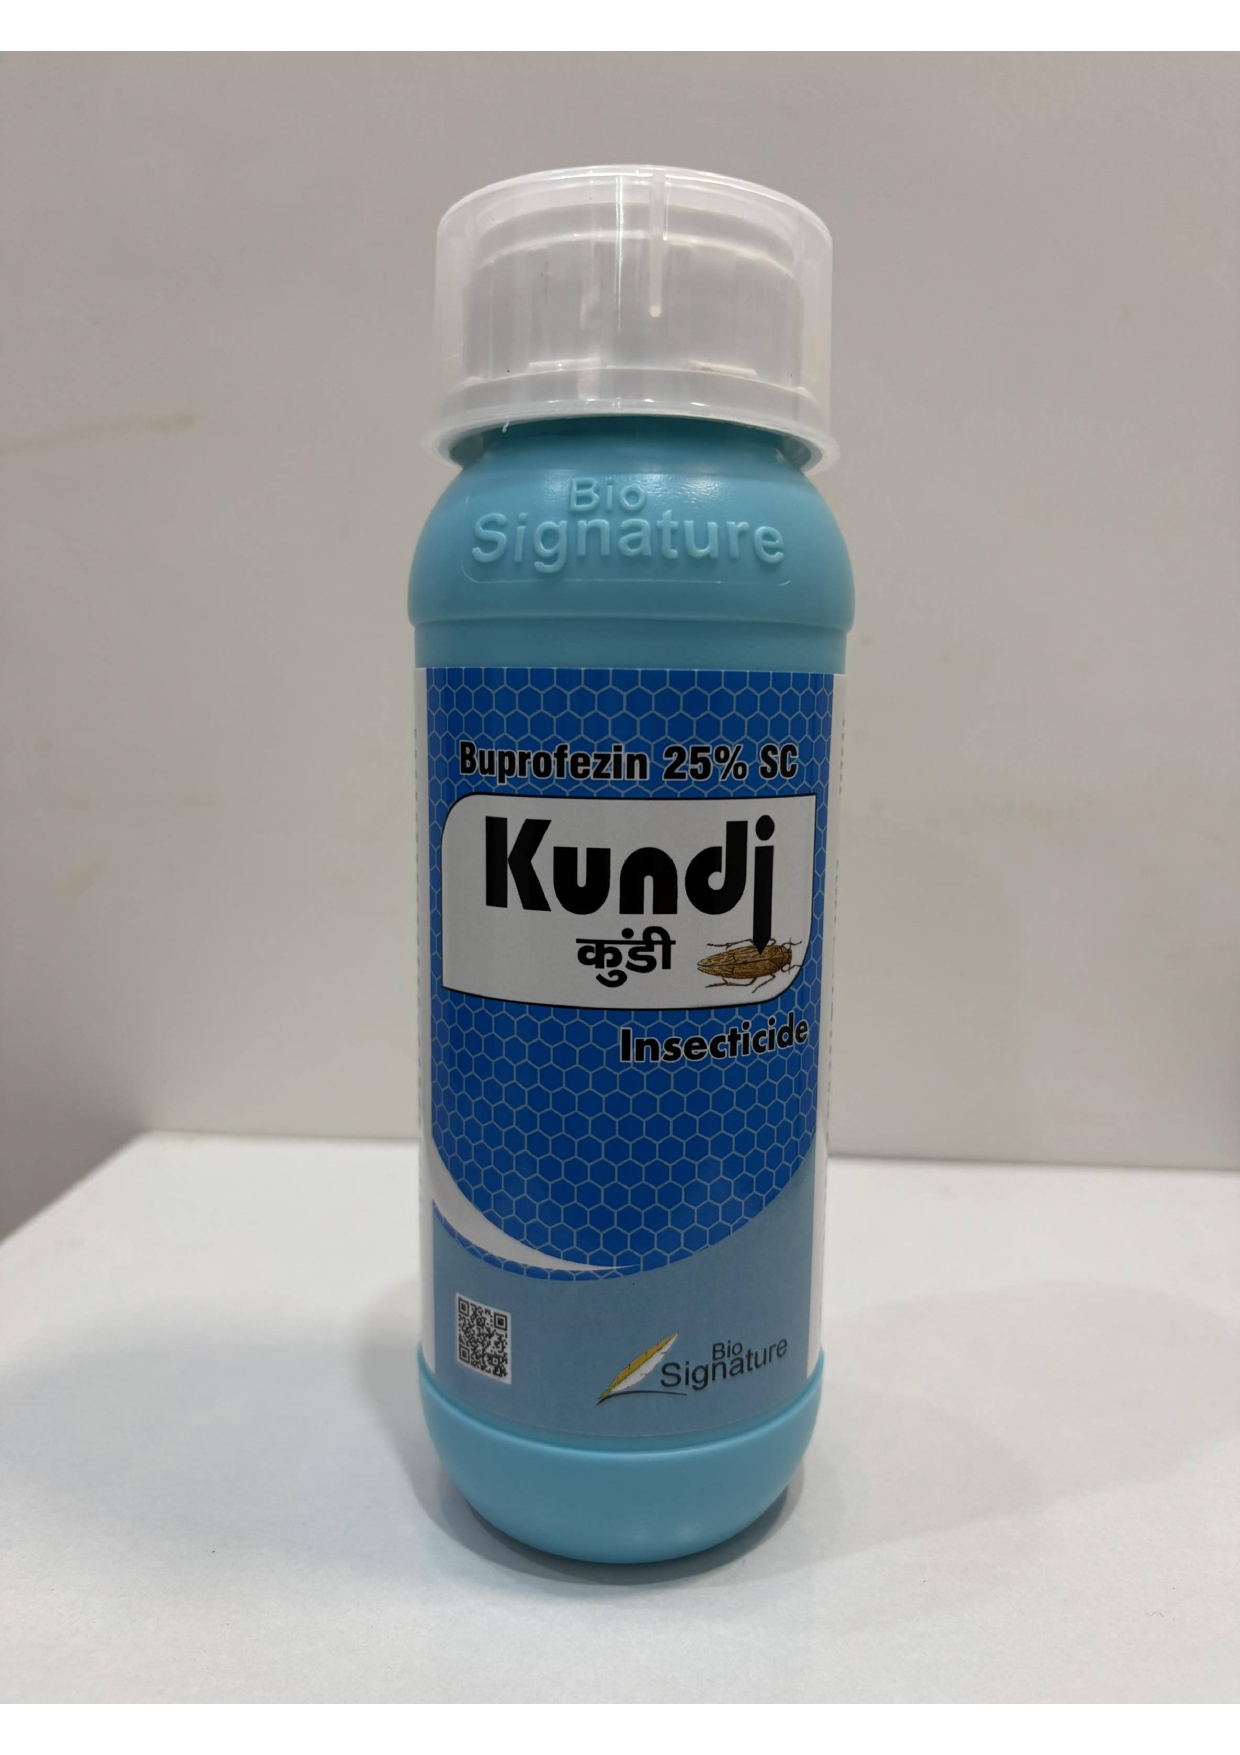 Bio
Signature
Buprofezin 25% SC
Kundi
कुंडी
Insecticide
Bio
Signature